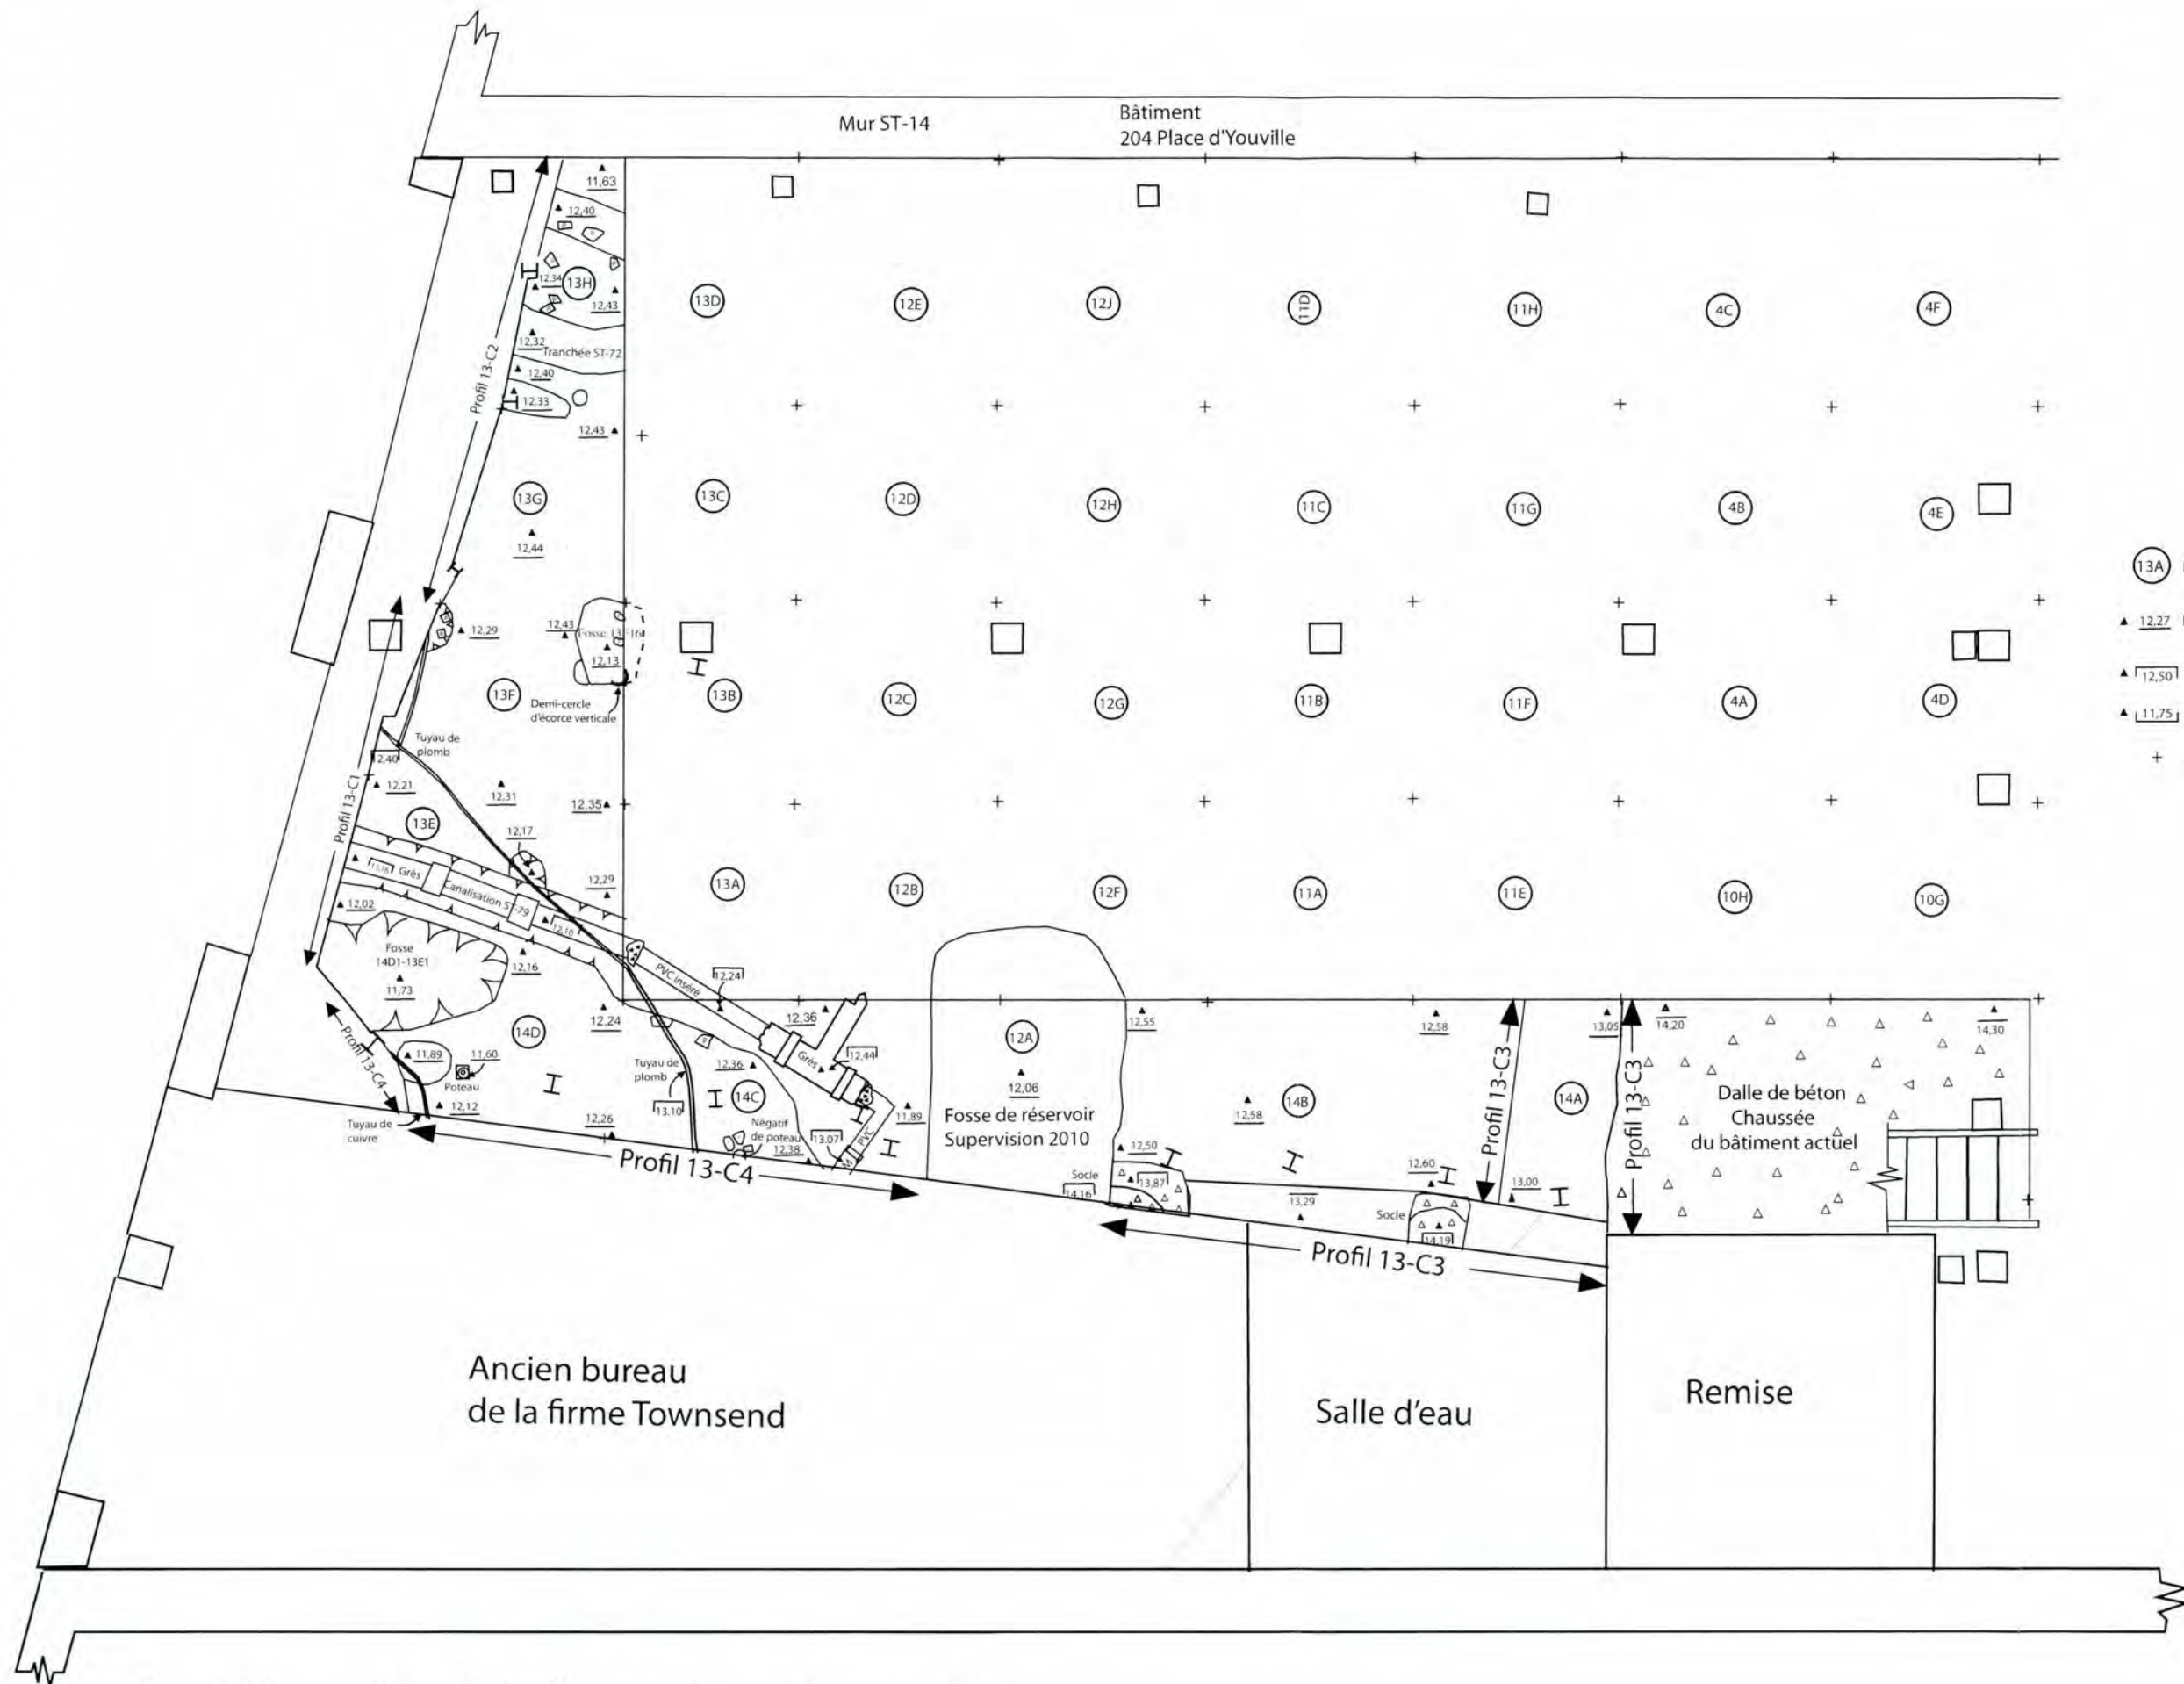 Mur ST-14
Bâtiment
204 Place d'Youville
11,63
12,40
12,34
13H
12,43
13D
12E
12J
11D
11H
4C
4F
Profil 13-C2
12,32
Tranchée ST-72
12,40
12,33
12,43
13G
13C
12D
12H
11C
11G
4B
4E
12,44
13A
12,27
12,50
11,75
12,29
12,43
Fosse 13F16
12,13
13F
Demi-cercle
d'écorce verticale
13B
12C
12G
11B
11F
4A
4D
Tuyau de
plomb
12,40
12,21
12,31
12,35
Profil 13-C1
13E
12,17
11,76
Grès
Canalisation ST-79
12,10
12,29
13A
12B
12F
11A
11E
10H
10G
12,02
Fosse
14D1-13E1
11,73
12,16
PVC inséré
12,24
12,24
12,36
12,55
12,58
13,05
14,20
14,30
14D
Profil 13-C4
11,89
11,60
Poteau
12,12
Tuyau de
cuivre
Tuyau de
plomb
13,10
12,36
14C
Grès
12,44
11,89
12A
12,06
Fosse de réservoir
Supervision 2010
12,58
14B
Profil 13-C3
14A
Profil 13-C3
Dalle de béton
Chaussée
du bâtiment actuel
12,26
Négatif
de poteau
12,38
13,07
PVC
Profil 13-C4
12,50
Socle
14,16
13,87
13,29
12,60
Socle
14,19
13,00
Profil 13-C3
Ancien bureau
de la firme Townsend
Salle d'eau
Remise